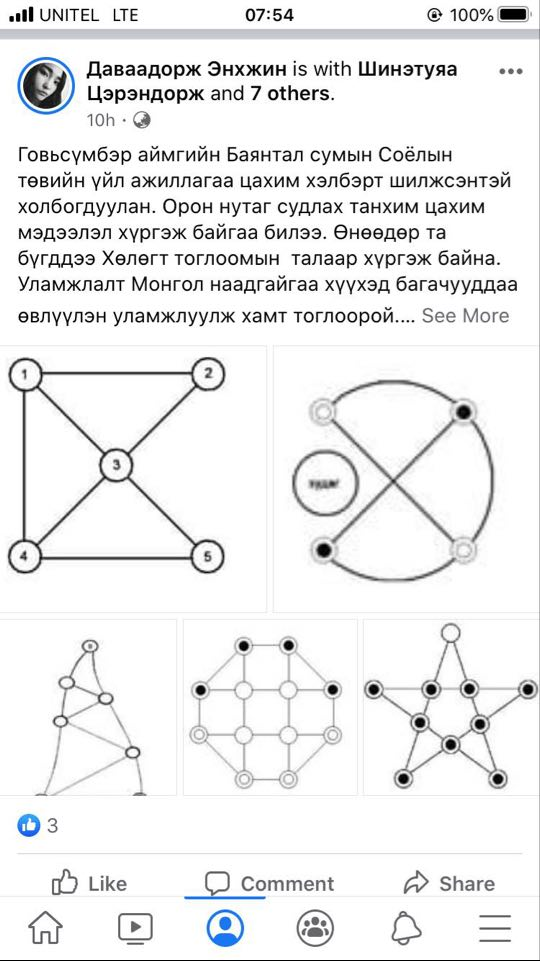 UNITEL LTE 07:54 100%
Даваадорж Энхжин is with Шинэтуяа
Цэрэндорж and 7 others.
10h ·
Говьсүмбэр аймгийн Баянтал сумын Соёлын
төвийн үйл ажиллагаа цахим хэлбэрт шилжсэнтэй
холбогдуулан. Орон нутаг судлах танхим цахим
мэдээлэл хүргэж байгаа билээ. Өнөөдөр та
бүгддээ Хөлөгт тоглоомын талаар хүргэж байна.
Уламжлалт Монгол наадгайгаа хүүхэд багачууддаа
өвлүүлэн уламжлуулж хамт тоглоорой.... See More
1 2
3
4 5
3
Like Comment Share